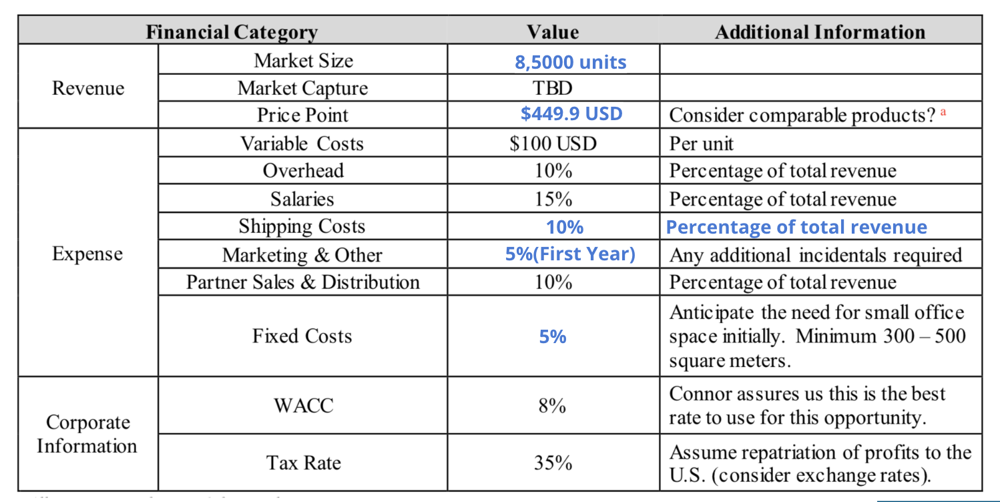 Financial Category Value Additional Information
Market Size 8,5000 units
Revenue Market Capture TBD
Price Point $449.9 USD Consider comparable products? a
Variable Costs $100 USD Per unit
Overhead 10% Percentage of total revenue
Salaries 15% Percentage of total revenue
Shipping Costs 10% Percentage of total revenue
Expense Marketing & Other 5%(First Year) Any additional incidentals required
Partner Sales & Distribution 10% Percentage of total revenue
Fixed Costs 5% Anticipate the need for small office
space initially. Minimum 300 – 500
square meters.
Corporate
Information
WACC 8% Connor assures us this is the best
rate to use for this opportunity.
Tax Rate 35% Assume repatriation of profits to the
U.S. (consider exchange rates).